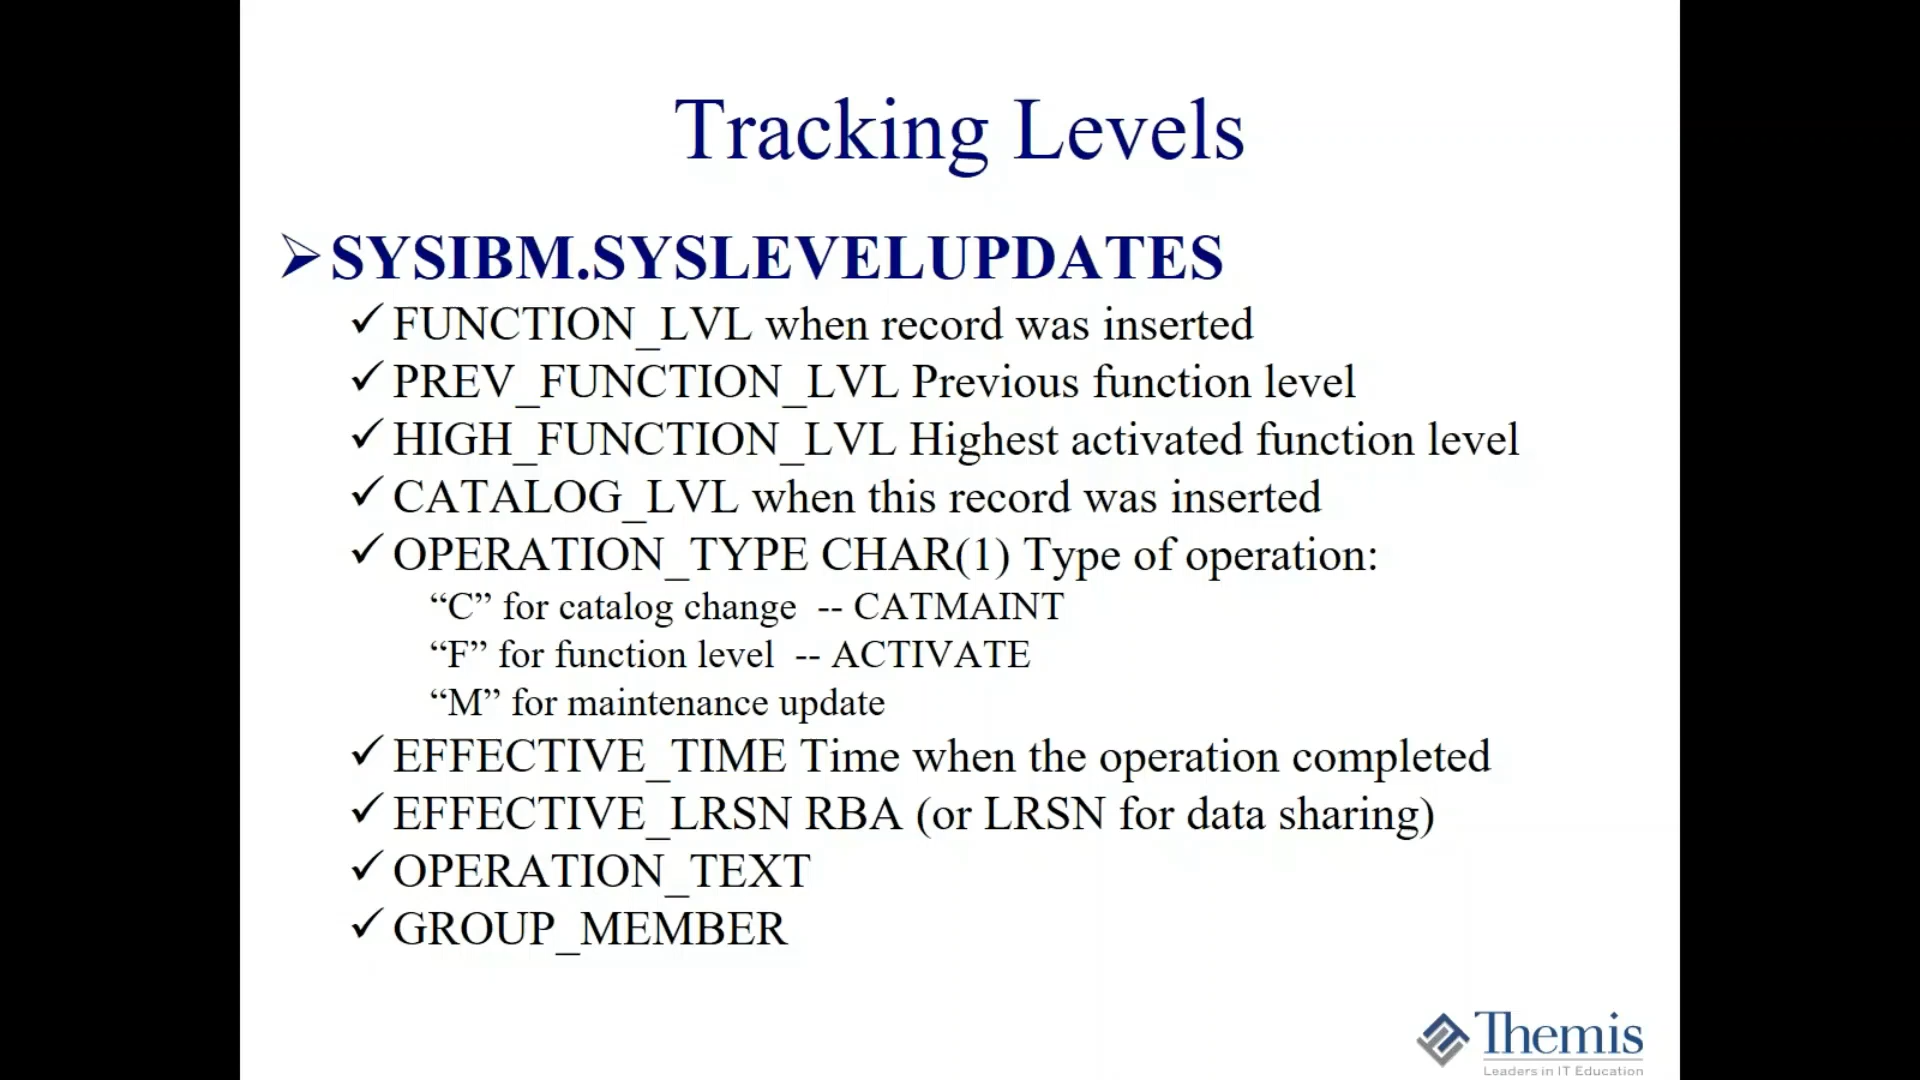 Tracking Levels
SYSIBM.SYSLEVELUPDATES
FUNCTION_LVL when record was inserted
PREV_FUNCTION_LVL Previous function level
HIGH_FUNCTION_LVL Highest activated function level
CATALOG_LVL when this record was inserted
OPERATION_TYPE CHAR(1) Type of operation:
“C” for catalog change -- CATMAINT
“F” for function level -- ACTIVATE
“M” for maintenance update
EFFECTIVE_TIME Time when the operation completed
EFFECTIVE_LRSN RBA (or LRSN for data sharing)
OPERATION_TEXT
GROUP_MEMBER
Themis
Leaders in IT Education